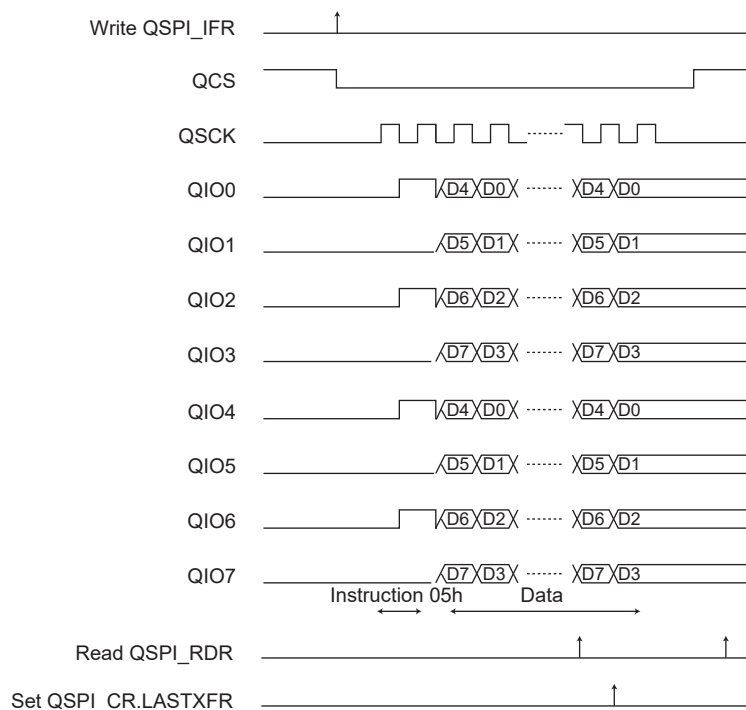 Write QSPI_IFR
QCS
QSCK
QIO0 D4 D0 D4 D0
QIO1 D5 D1 D5 D1
QIO2 D6 D2 D6 D2
QIO3 D7 D3 D7 D3
QIO4 D4 D0 D4 D0
QIO5 D5 D1 D5 D1
QIO6 D6 D2 D6 D2
QIO7 D7 D3 D7 D3
Instruction 05h Data
Read QSPI_RDR
Set QSPI_CR.LASTXFR